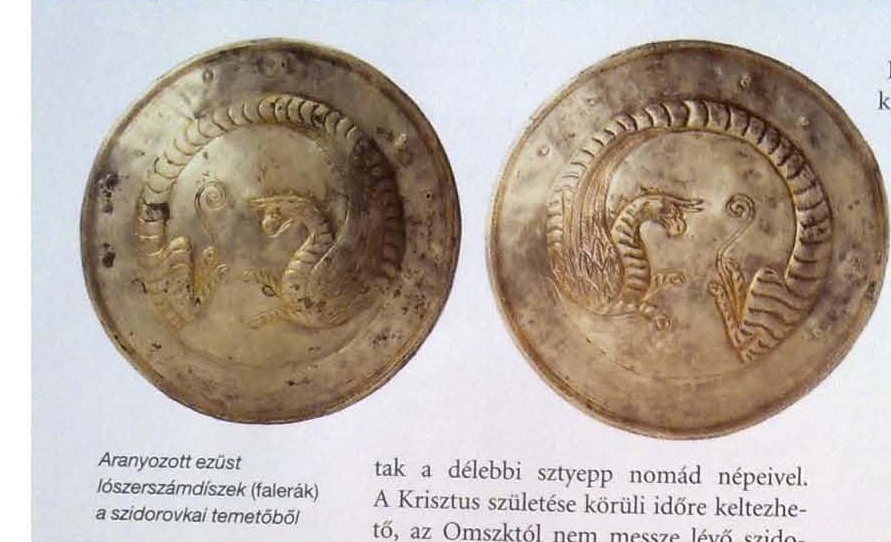 Aranyozott ezüst
lószerszámdíszek (falerák)
a szidorovkai temetőből
tak a délebbi sztyepp nomád népeivel.
A Krisztus születése körüli időre keltezhe-
tő, az Omszktól nem messze lévő szido-
k